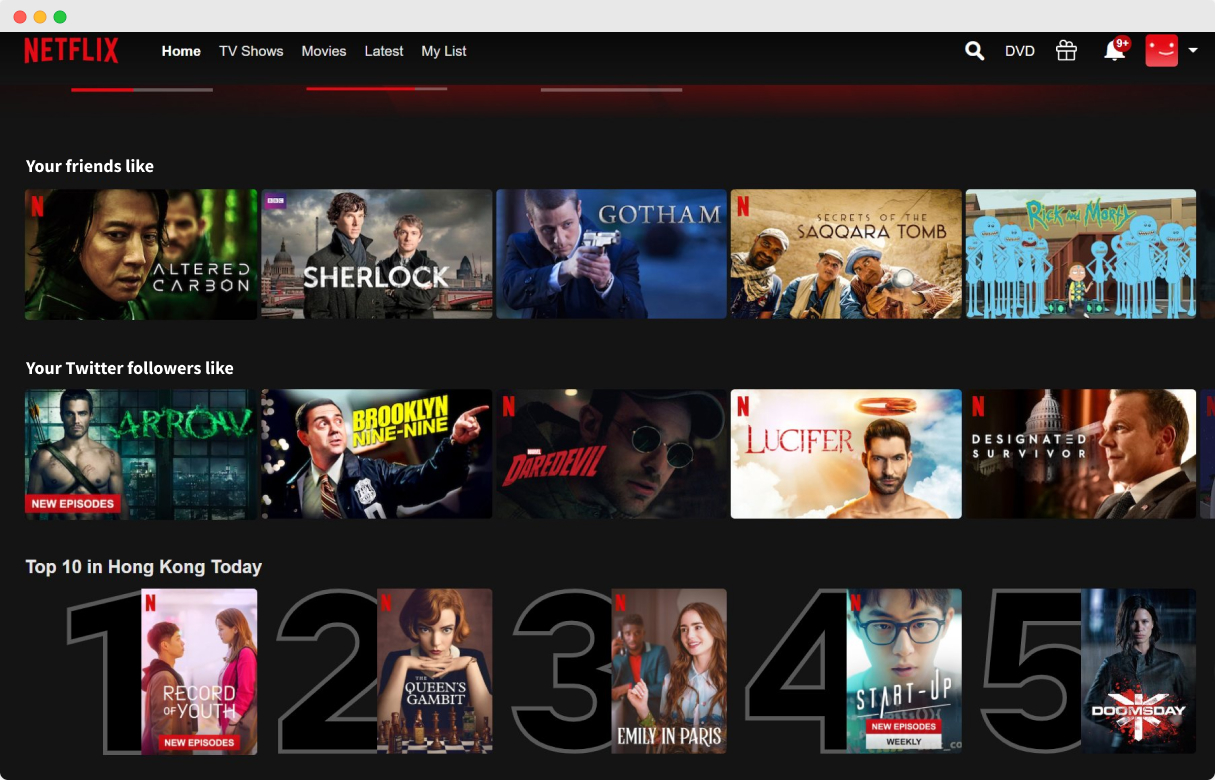 NETFLIX
Home
TV Shows
Movies
Latest
My List
DVD
9+
Your friends like
N
ALTERED
CARBON
BBC
SHERLOCK
GOTHAM
N
SECRETS OF THE
SAQQARA TOMB
RICK AND MORTY
Your Twitter followers like
ARROW
NEW EPISODES
BROOKLYN
NINE-NINE
N
MARVEL
DAREDEVIL
N
LUCIFER
N
DESIGNATED
SURVIVOR
N
Top 10 in Hong Kong Today
1
N
RECORD
OF YOUTH
NEW EPISODES
2
N
THE
QUEEN'S
GAMBIT
3
N
EMILY IN PARIS
4
N
START-UP
NEW EPISODES
WEEKLY
5
DOOMSDAY